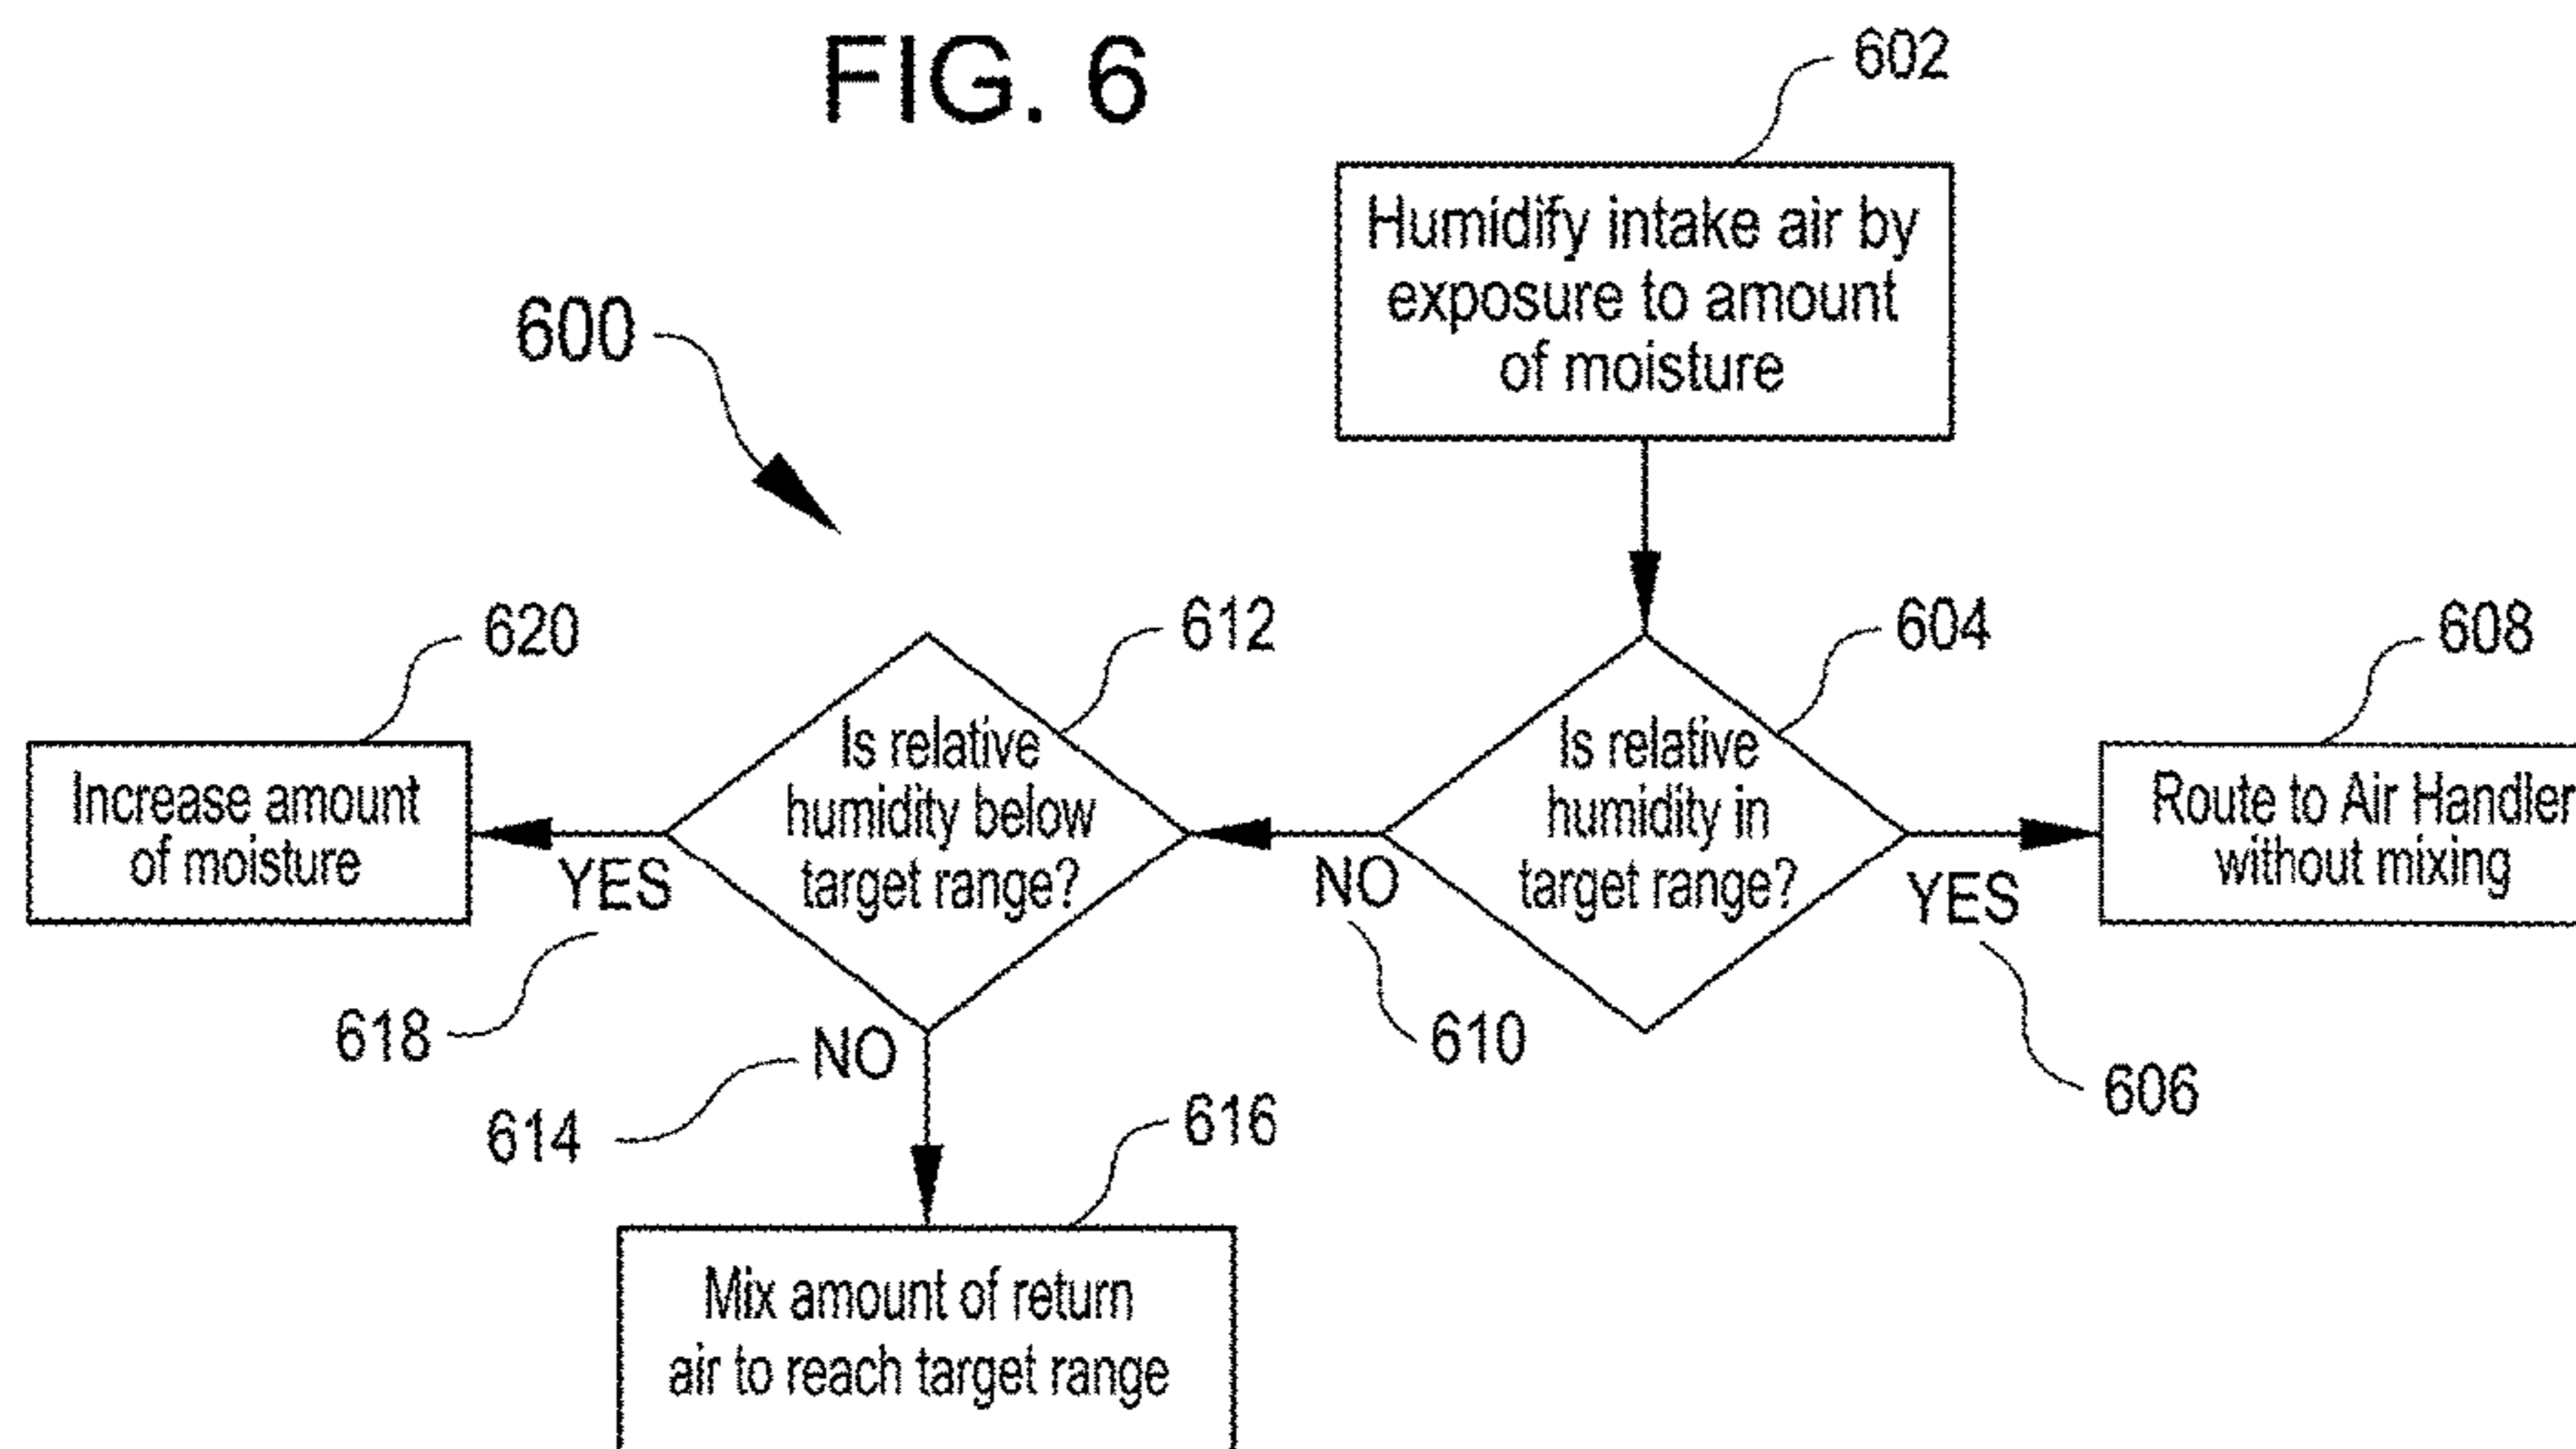 FIG. 6
602
Humidify intake air by
exposure to amount
of moisture
600
620
612
604
608
Increase amount
of moisture
YES
618
Is relative
humidity below
target range?
NO
614
NO
610
Is relative
humidity in
target range?
YES
606
Route to Air Handler
without mixing
616
Mix amount of return
air to reach target range